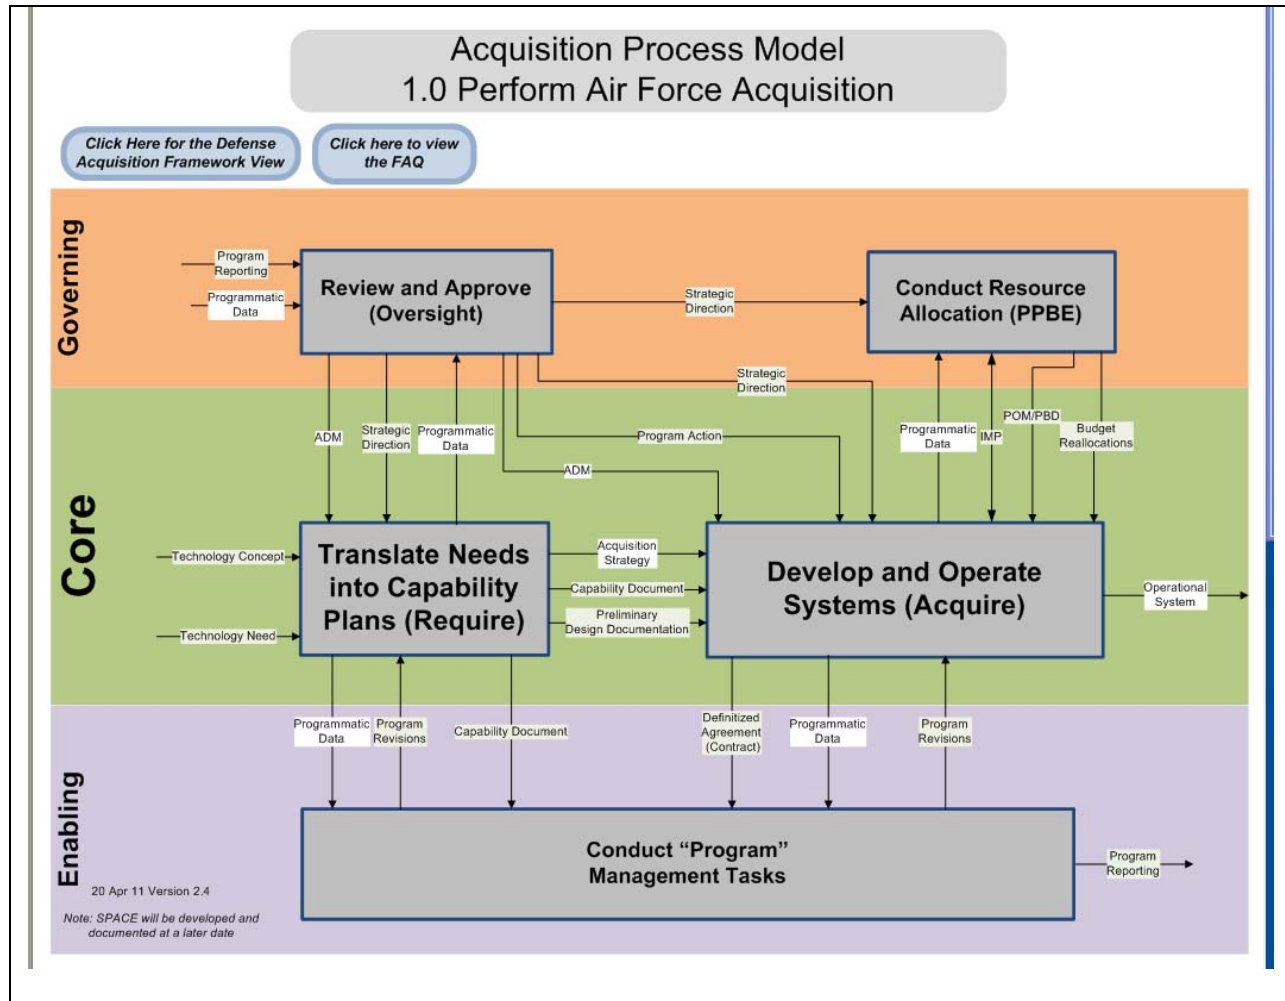 Acquisition Process Model
1.0 Perform Air Force Acquisition
Click Here for the Defense
Acquisition Framework View
Click here to view
the FAQ
Governing
Program
Reporting
Programmatic
Data
Review and Approve
(Oversight)
Strategic
Direction
Conduct Resource
Allocation (PPBE)
Strategic
Direction
Core
ADM
Strategic
Direction
Programmatic
Data
Program Action
ADM
Programmatic
Data
IMP
POM/PBD
Budget
Reallocations
Technology Concept
Technology Need
Translate Needs
into Capability
Plans (Require)
Acquisition
Strategy
Capability Document
Preliminary
Design Documentation
Develop and Operate
Systems (Acquire)
Operational
System
Enabling
Programmatic
Data
Program
Revisions
Capability Document
Definitized
Agreement
(Contract)
Programmatic
Data
Program
Revisions
Conduct “Program”
Management Tasks
Program
Reporting
20 Apr 11 Version 2.4
Note: SPACE will be developed and
documented at a later date